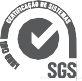 CERTIFICAÇÃO DE SISTEMAS
SGS